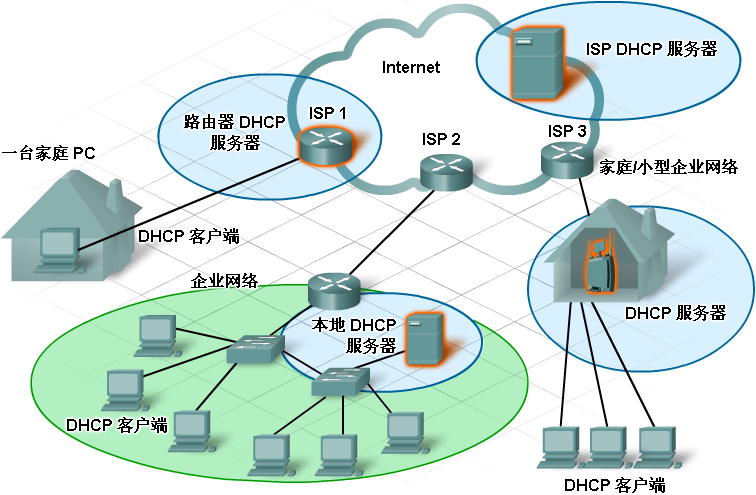 Internet
ISP DHCP 服务器
ISP 1
路由器 DHCP
服务器
ISP 2
ISP 3
一台家庭 PC
家庭/小型企业网络
DHCP 客户端
企业网络
本地 DHCP
服务器
DHCP 服务器
DHCP 客户端
DHCP 客户端